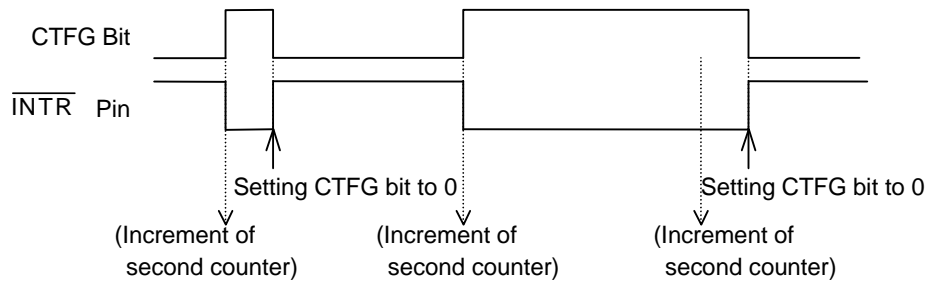 CTFG Bit
INTR Pin
Setting CTFG bit to 0
Setting CTFG bit to 0
(Increment of
second counter)
(Increment of
second counter)
(Increment of
second counter)